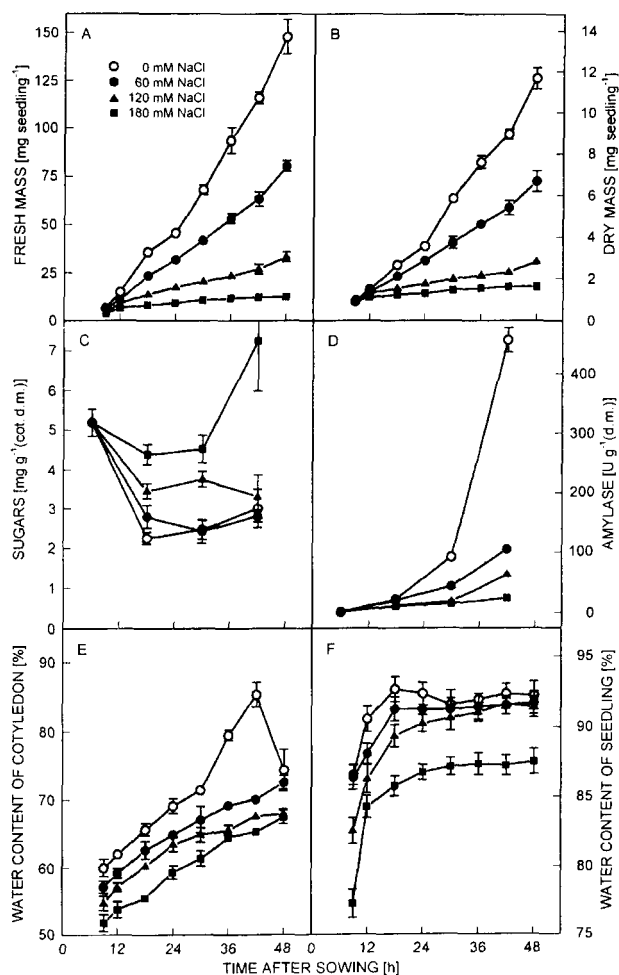 A
0 mM NaCl
60 mM NaCl
120 mM NaCl
180 mM NaCl
FRESH MASS [mg seedling-1]
150
125
100
75
50
25
0
B
DRY MASS [mg seedling-1]
14
12
10
8
6
4
2
0
C
SUGARS [mg g-1(cot. d.m.)]
7
6
5
4
3
2
1
0
D
AMYLASE [U g-1(d.m.)]
400
300
200
100
0
E
WATER CONTENT OF COTYLEDON [%]
90
80
70
60
50
F
WATER CONTENT OF SEEDLING [%]
95
90
85
80
75
0 12 24 36 48 0 12 24 36 48
TIME AFTER SOWING [h]